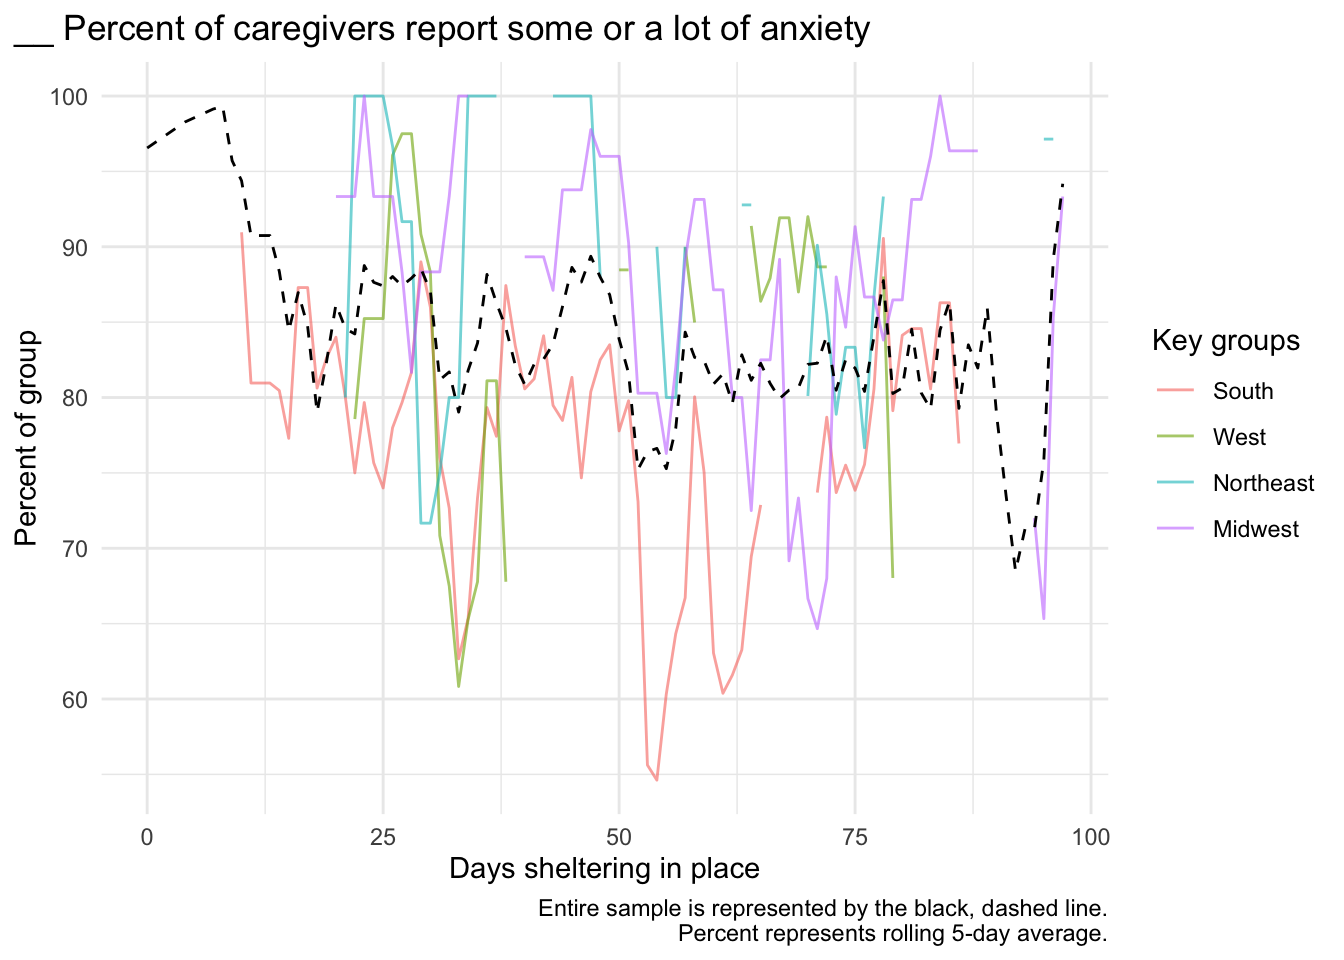 __ Percent of caregivers report some or a lot of anxiety
Percent of group
100
90
80
70
60
0 25 50 75 100
Days sheltering in place
Key groups
South
West
Northeast
Midwest
Entire sample is represented by the black, dashed line.
Percent represents rolling 5-day average.